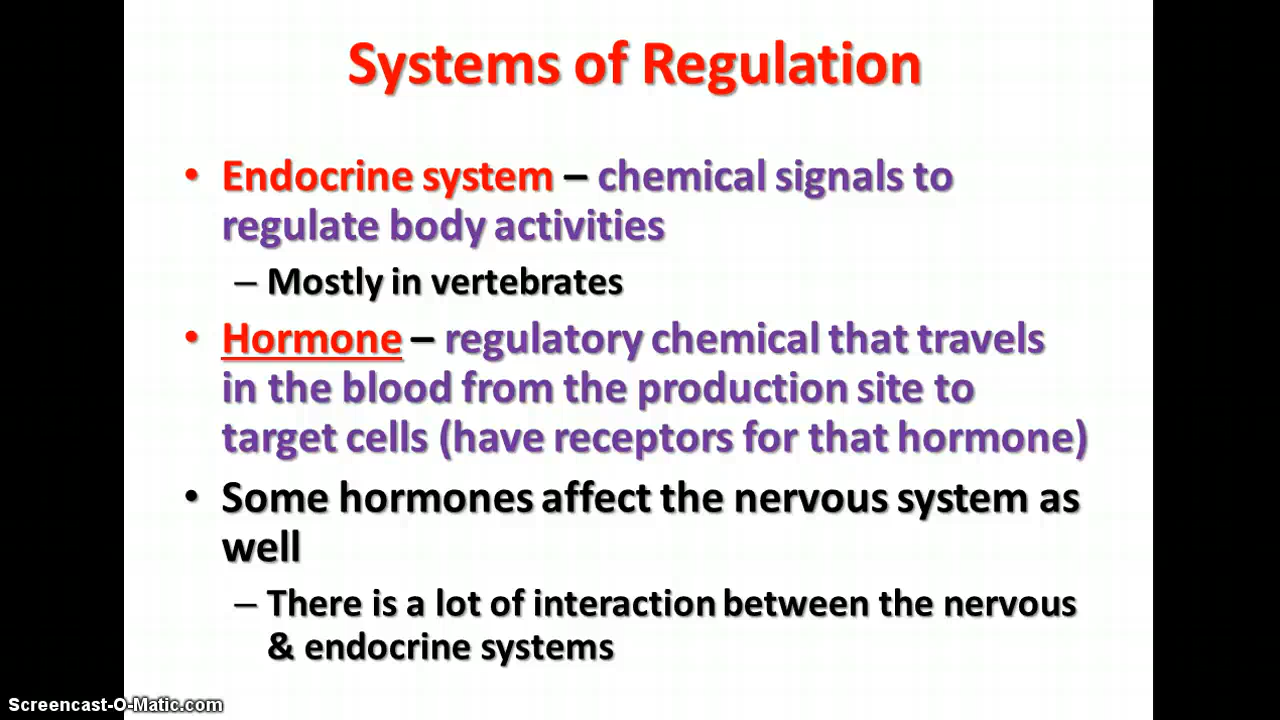 Systems of Regulation
• Endocrine system – chemical signals to
regulate body activities
– Mostly in vertebrates
• Hormone – regulatory chemical that travels
in the blood from the production site to
target cells (have receptors for that hormone)
• Some hormones affect the nervous system as
well
– There is a lot of interaction between the nervous
& endocrine systems
Screencast-O-Matic.com